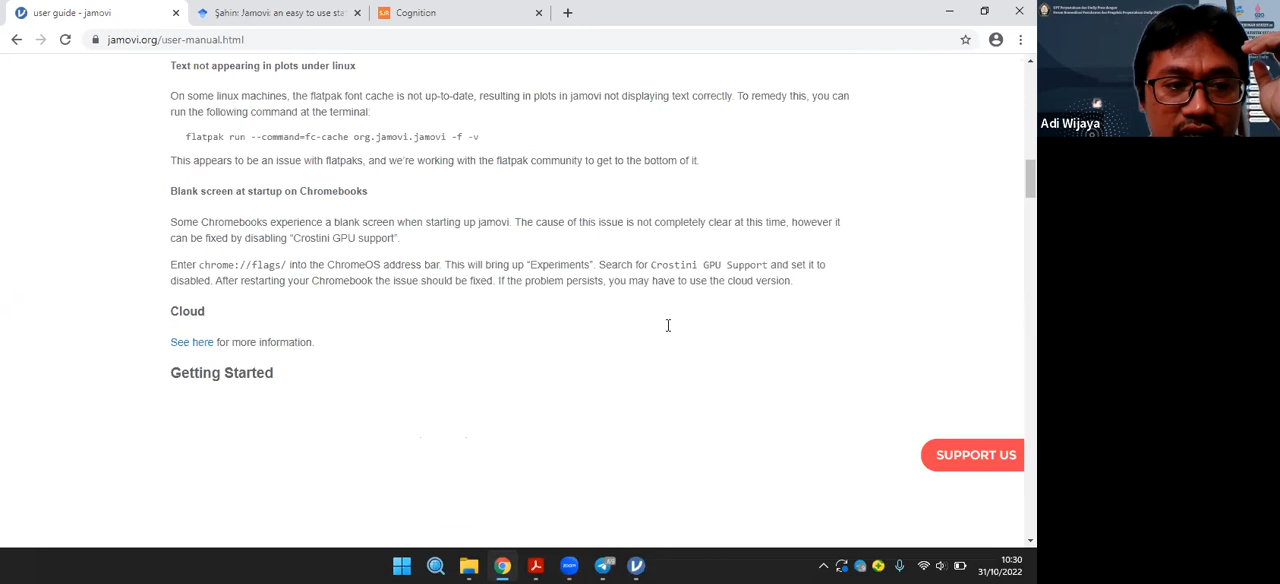 user guide - jamovi
Şahin: Jamovi: an easy to use sta
SJR
Cognition
jamovi.org/user-manual.html
Text not appearing in plots under linux
On some linux machines, the flatpak font cache is not up-to-date, resulting in plots in jamovi not displaying text correctly. To remedy this, you can
run the following command at the terminal:
flatpak run --command=fc-cache org.jamovi.jamovi -f -v
This appears to be an issue with flatpaks, and we're working with the flatpak community to get to the bottom of it.
Blank screen at startup on Chromebooks
Some Chromebooks experience a blank screen when starting up jamovi. The cause of this issue is not completely clear at this time, however it
can be fixed by disabling “Crostini GPU support”.
Enter chrome://flags/ into the ChromeOS address bar. This will bring up “Experiments”. Search for Crostini GPU Support and set it to
disabled. After restarting your Chromebook the issue should be fixed. If the problem persists, you may have to use the cloud version.
Cloud
See here for more information.
Getting Started
SUPPORT US
Adi Wijaya
zoom
10:30
31/10/2022